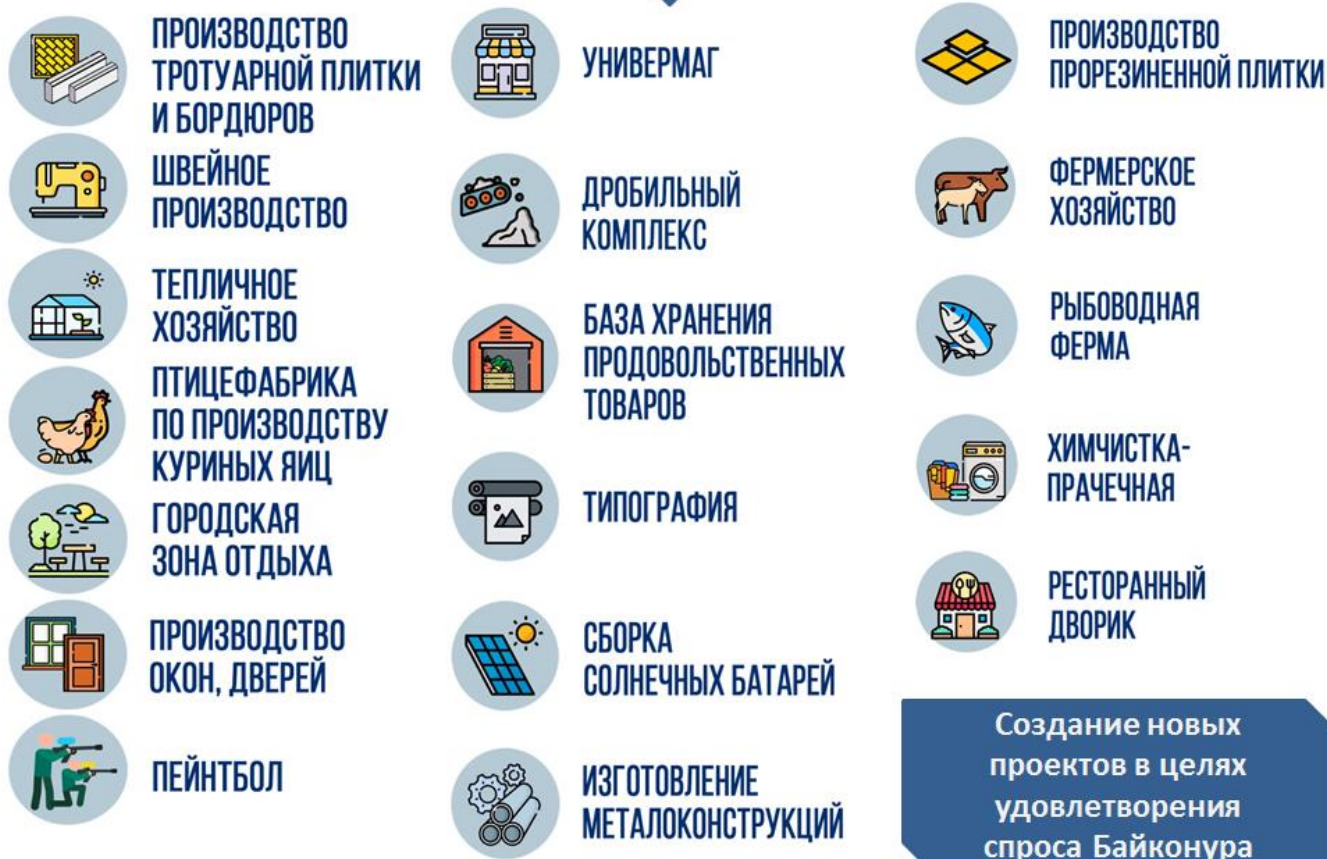 ПРОИЗВОДСТВО
ТРОТУАРНОЙ ПЛИТКИ
И БОРДЮРОВ
ШВЕЙНОЕ
ПРОИЗВОДСТВО
ТЕПЛИЧНОЕ
ХОЗЯЙСТВО
ПТИЦЕФАБРИКА
ПО ПРОИЗВОДСТВУ
КУРИНЫХ ЯИЦ
ГОРОДСКАЯ
ЗОНА ОТДЫХА
ПРОИЗВОДСТВО
ОКОН, ДВЕРЕЙ
ПЕЙНТБОЛ
УНИВЕРМАГ
ДРОБИЛЬНЫЙ
КОМПЛЕКС
БАЗА ХРАНЕНИЯ
ПРОДОВОЛЬСТВЕННЫХ
ТОВАРОВ
ТИПОГРАФИЯ
СБОРКА
СОЛНЕЧНЫХ БАТАРЕЙ
ИЗГОТОВЛЕНИЕ
МЕТАЛОКОНСТРУКЦИЙ
ПРОИЗВОДСТВО
ПРОРЕЗИНЕННОЙ ПЛИТКИ
ФЕРМЕРСКОЕ
ХОЗЯЙСТВО
РЫБОВОДНАЯ
ФЕРМА
ХИМЧИСТКА-
ПРАЧЕЧНАЯ
РЕСТОРАННЫЙ
ДВОРИК
Создание новых
проектов в целях
удовлетворения
спроса Байконура